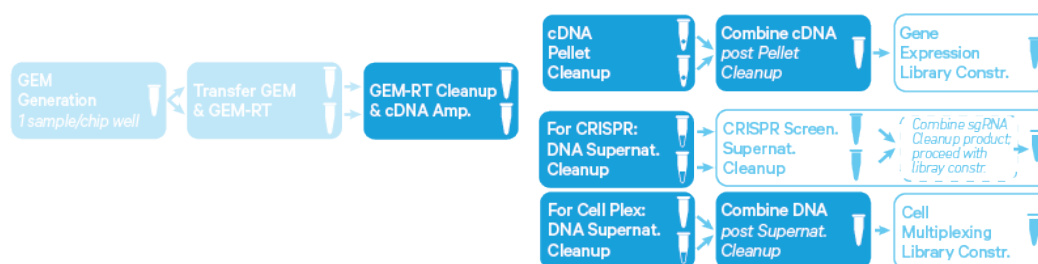 GEM
Generation
1 sample/chip well
Transfer GEM
& GEM-RT
GEM-RT Cleanup
& cDNA Amp.
cDNA
Pellet
Cleanup
Combine cDNA
post Pellet
Cleanup
Gene
Expression
Library Constr.
For CRISPR:
DNA Supernat.
Cleanup
CRISPR Screen.
Supernat.
Cleanup
Combine sgRNA
Cleanup product;
proceed with
libray constr.
For Cell Plex:
DNA Supernat.
Cleanup
Combine DNA
post Supernat.
Cleanup
Cell
Multiplexing
Library Constr.